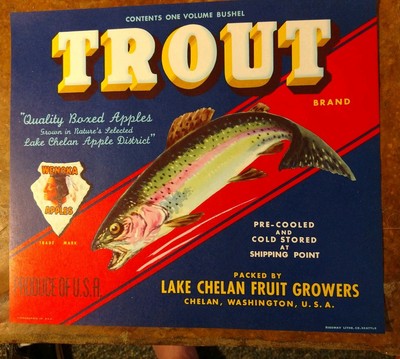 CONTENTS ONE VOLUME BUSHEL
TROUT
BRAND
"Quality Boxed Apples
Grown in Nature's Selected
Lake Chelan Apple District"
WENOKA
APPLES
TRADE MARK
PRE-COOLED
AND
COLD STORED
AT
SHIPPING POINT
PRODUCE OF U.S.A.
PACKED BY
LAKE CHELAN FRUIT GROWERS
CHELAN, WASHINGTON, U.S.A.